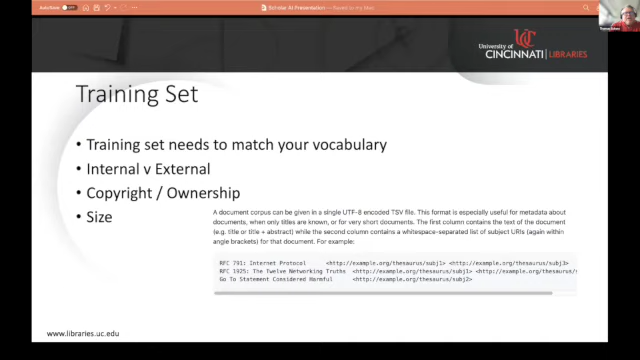 AutoSave OFF
Scholar AI Presentation — Saved to my Mac
University of
CINCINNATI LIBRARIES
Training Set
• Training set needs to match your vocabulary
• Internal v External
• Copyright / Ownership
• Size
A document corpus can be given in a single UTF-8 encoded TSV file. This format is especially useful for metadata about
documents, when only titles are known, or for very short documents. The first column contains the text of the document
(e.g. title or title + abstract) while the second column contains a whitespace-separated list of subject URIs (again within
angle brackets) for that document. For example:
RFC 791: Internet Protocol <http://example.org/thesaurus/subj1> <http://example.org/thesaurus/subj3>
RFC 1925: The Twelve Networking Truths <http://example.org/thesaurus/subj1> <http://example.org/thesaurus/s
Go To Statement Considered Harmful <http://example.org/thesaurus/subj2>
www.libraries.uc.edu